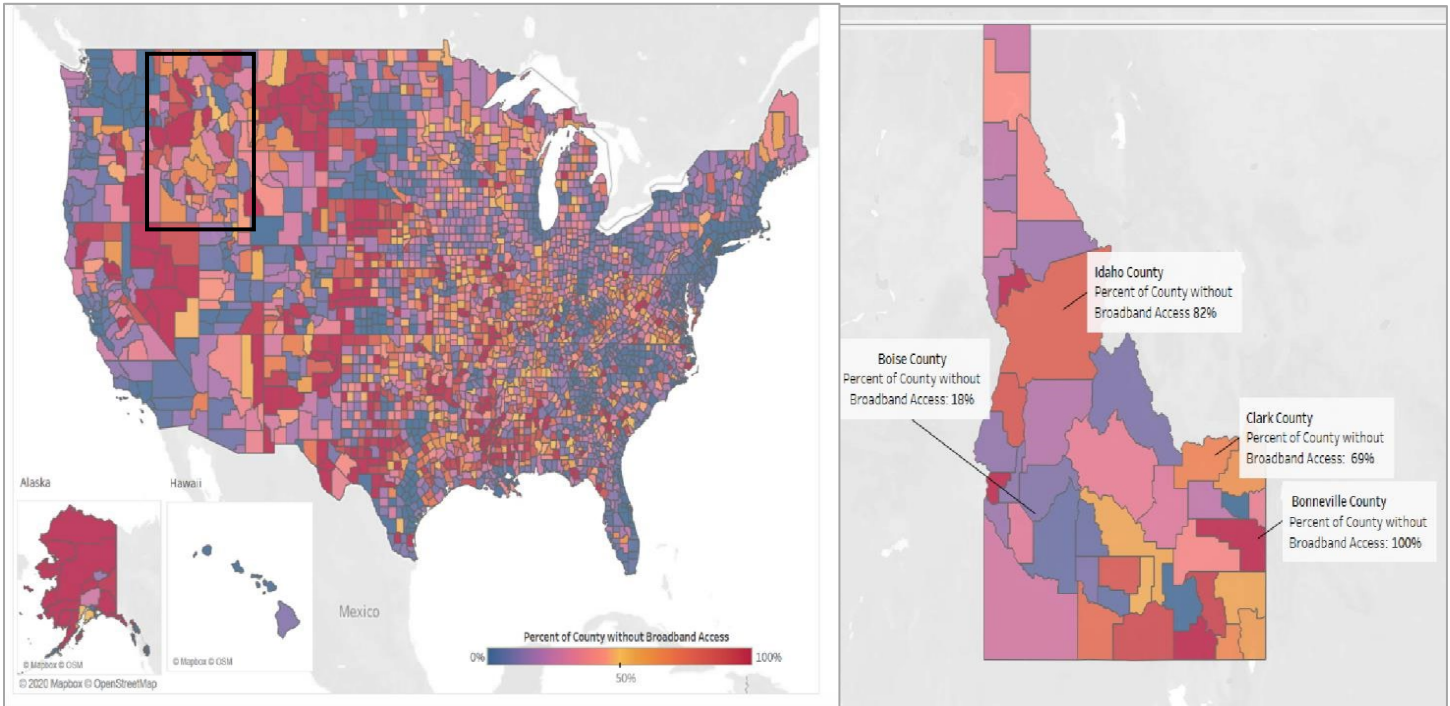 Alaska
Hawaii
© Mapbox © OSM
© Mapbox © OSM
Mexico
Percent of County without Broadband Access
0%
100%
50%
© 2020 Mapbox © OpenStreetMap
Idaho County
Percent of County without
Broadband Access 82%
Boise County
Percent of County without
Broadband Access: 18%
Clark County
Percent of County without
Broadband Access: 69%
Bonneville County
Percent of County without
Broadband Access: 100%